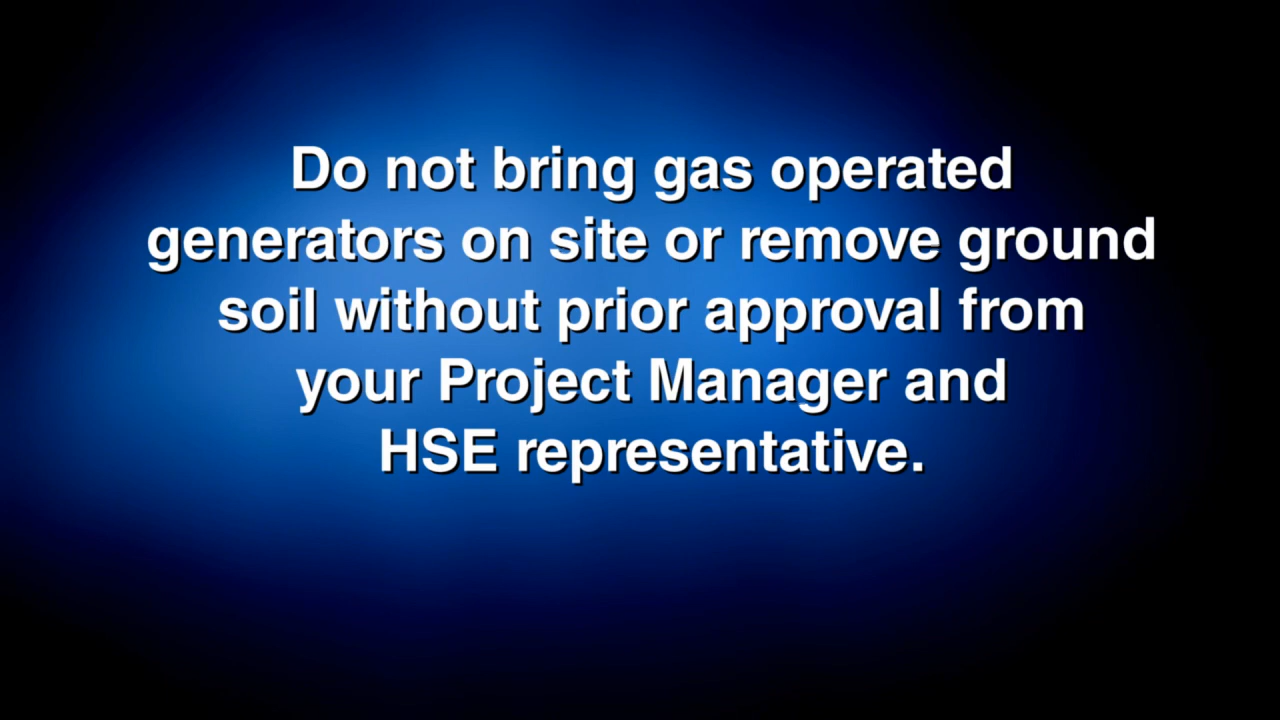 Do not bring gas operated
generators on site or remove ground
soil without prior approval from
your Project Manager and
HSE representative.